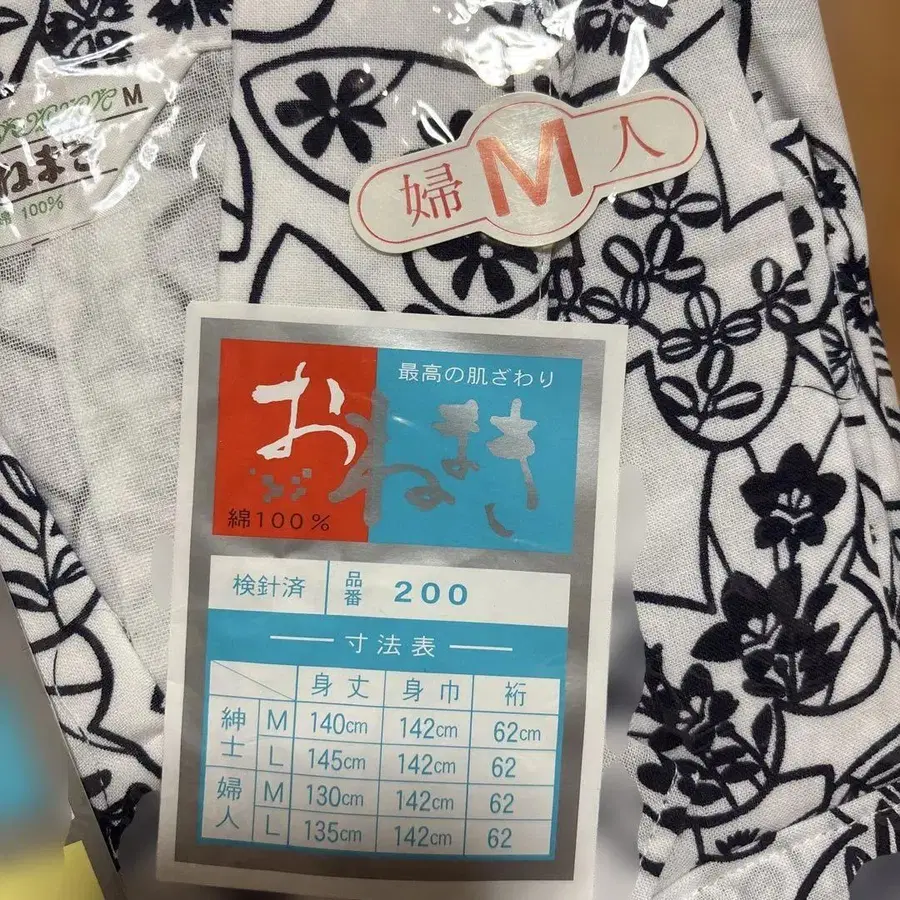 M
ねまき
綿 100%
婦 M 人
最高の肌ざわり
おねまき
綿100%
検針済 品番 200
寸法表
身丈 身巾 裄
紳士 M 140cm 142cm 62cm
L 145cm 142cm 62
婦人 M 130cm 142cm 62
L 135cm 142cm 62